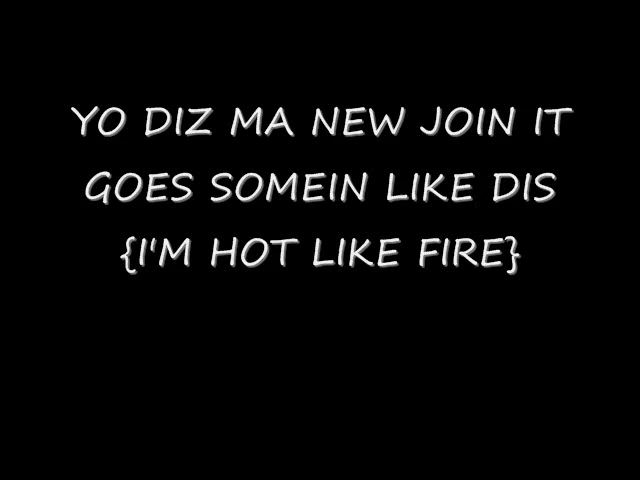 YO DIZ MA NEW JOIN IT
GOES SOMEIN LIKE DIS
{I'M HOT LIKE FIRE}